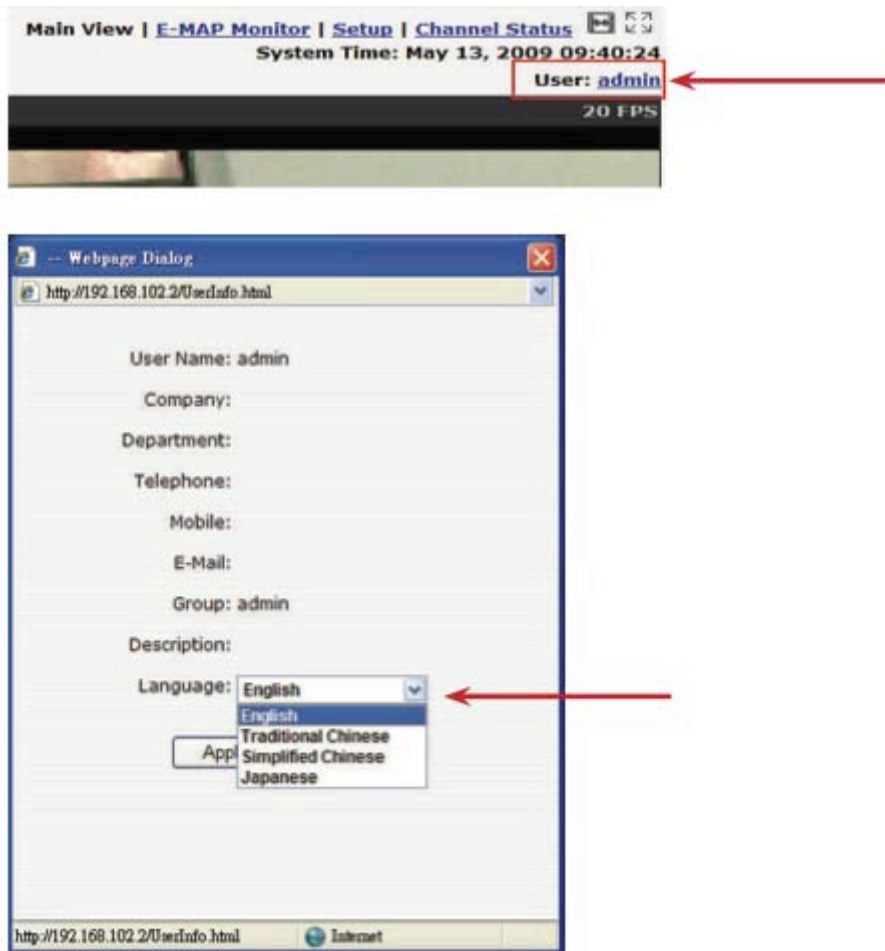 Main View | E-MAP Monitor | Setup | Channel Status
System Time: May 13, 2009 09:40:24
User: admin
20 FPS
-- Webpage Dialog
http://192.168.102.2/UserInfo.html
User Name: admin
Company:
Department:
Telephone:
Mobile:
E-Mail:
Group: admin
Description:
Language: English
English
Traditional Chinese
Appl Simplified Chinese
Japanese
http://192.168.102.2/UserInfo.html Internet